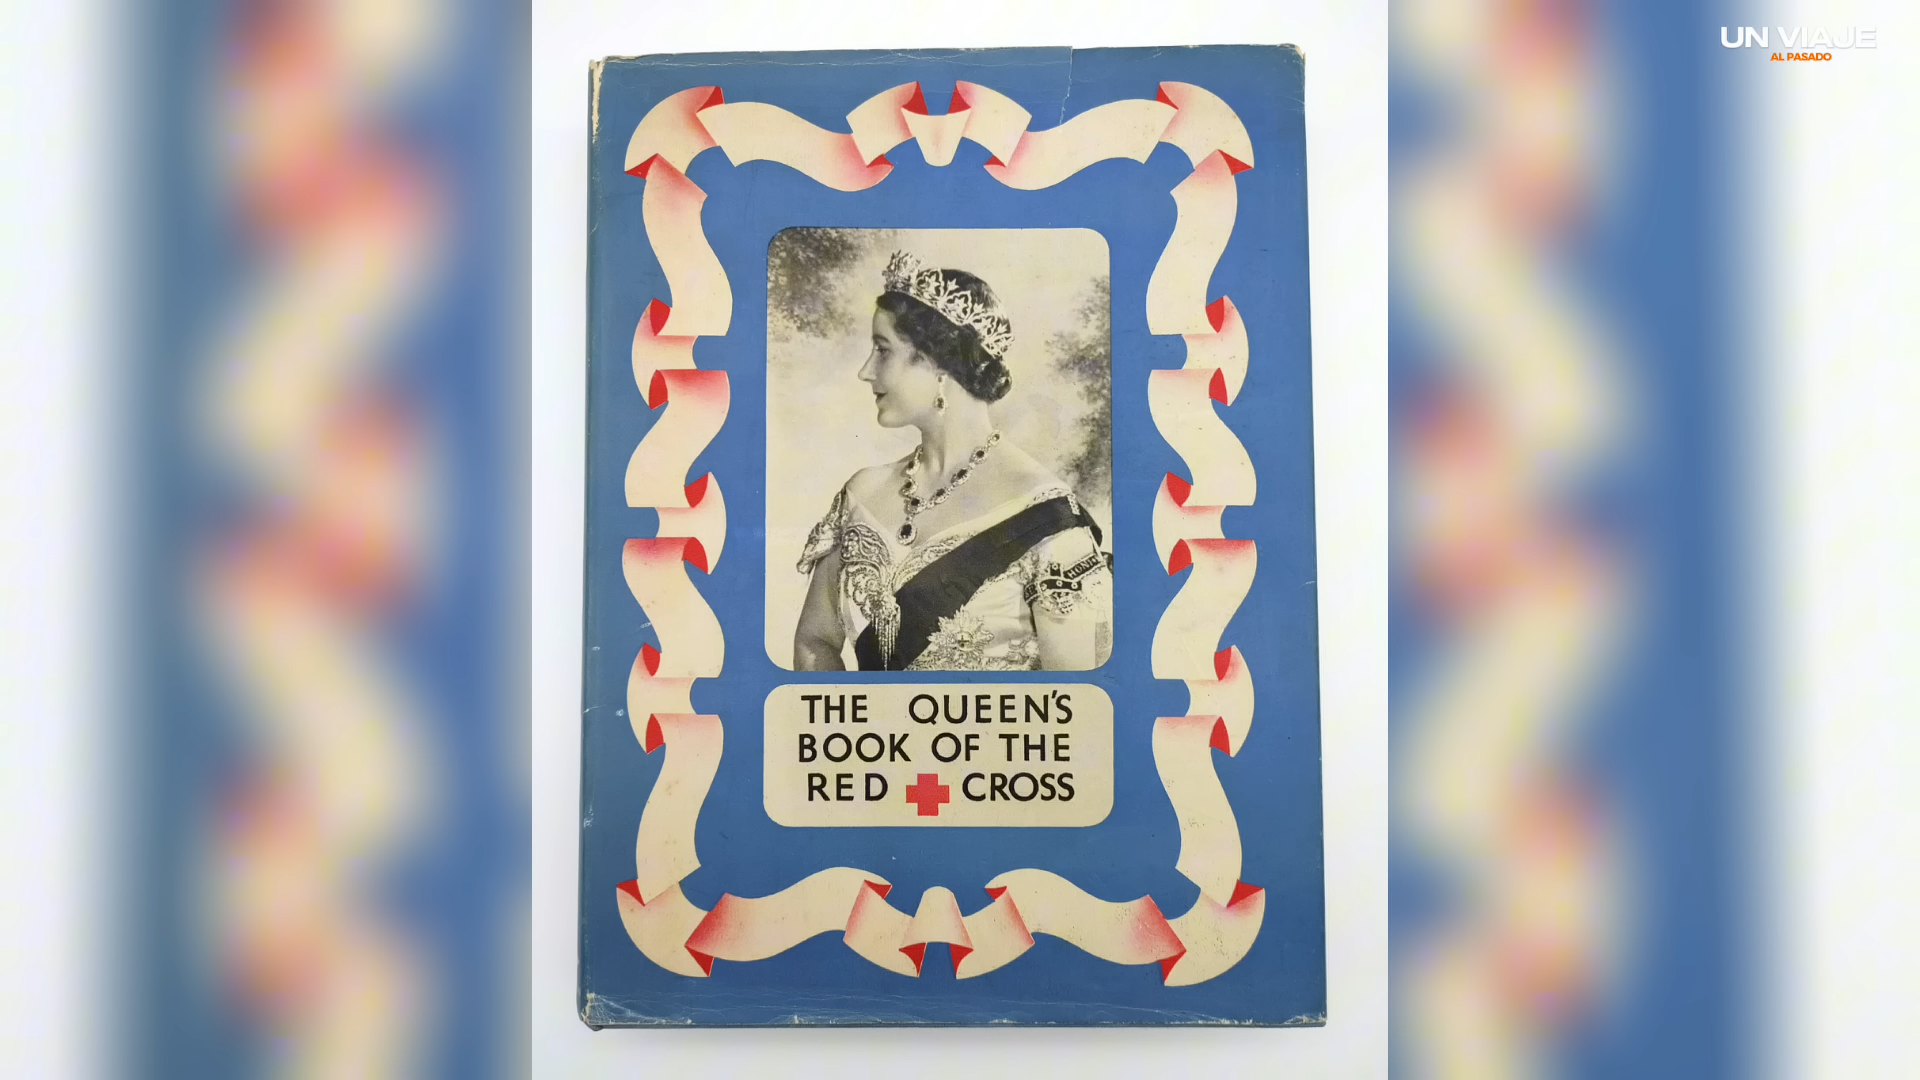 UN VIAJE
AL PASADO
THE QUEEN'S
BOOK OF THE
RED CROSS